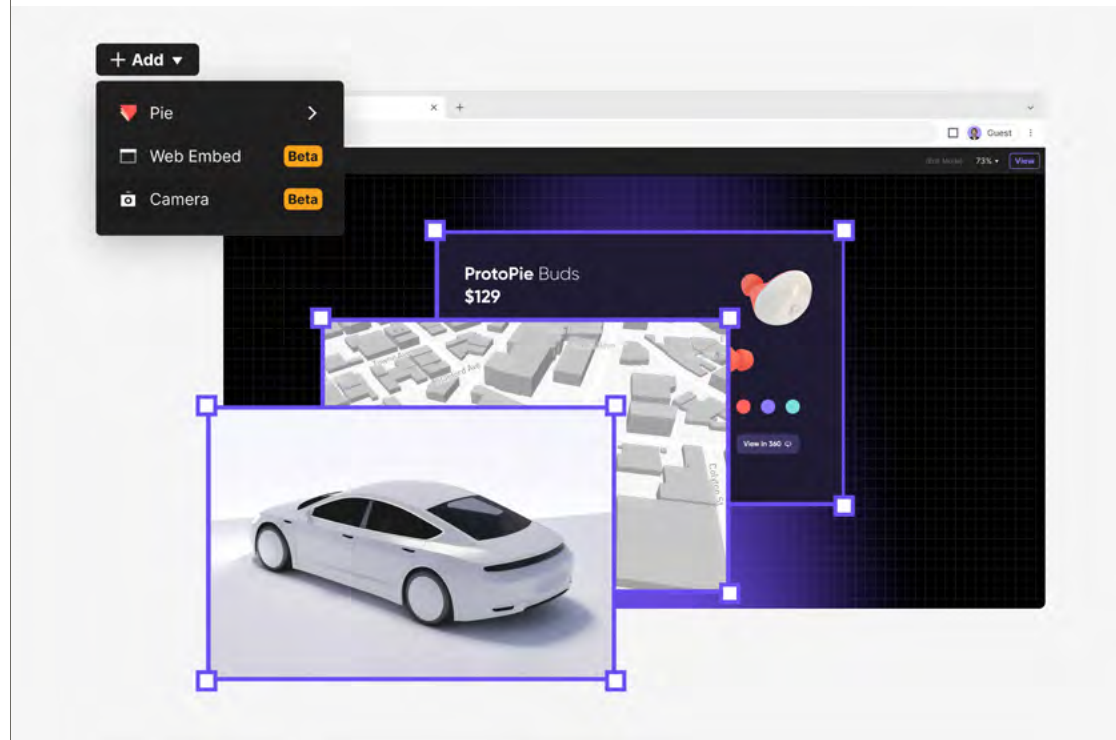 + Add ▼
Pie
Web Embed Beta
Camera Beta
Guest
73% View
ProtoPie Buds
$129
View in 360